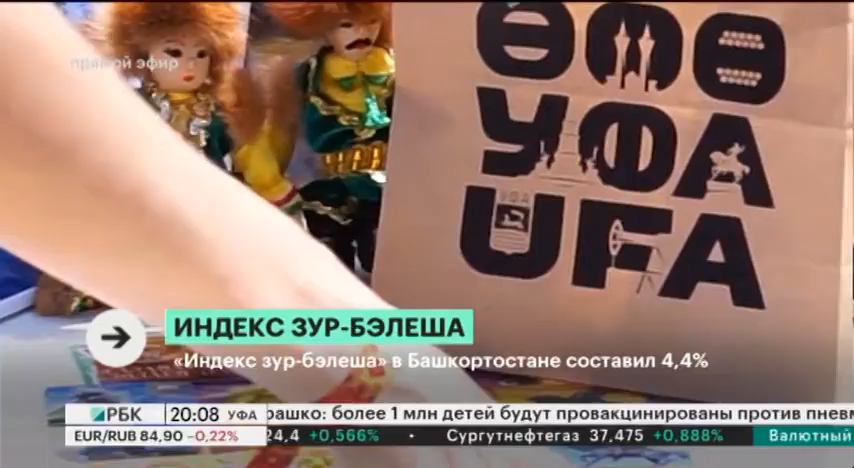 прямой эфир
ӨФӨ
УФА
УФА
UFA
ИНДЕКС ЗУР-БЭЛЕША
«Индекс зур-бэлеша» в Башкортостане составил 4,4%
РБК 20:08 УФА рашко: более 1 млн детей будут провакцинированы против пневм
EUR/RUB 84,90 -0,22% 24,4 +0,566% • Сургутнефтегаз 37,475 +0,888% Валютный